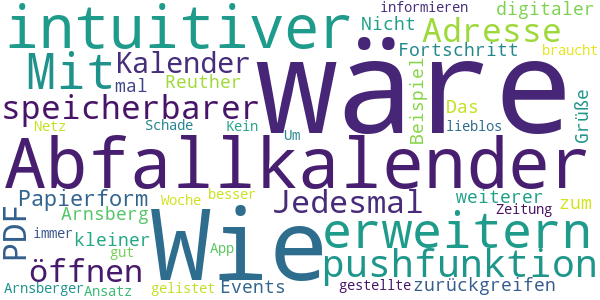 informieren
intuitiver
Adresse
digitaler
Nicht
Fortschritt
braucht
wäre
Mit
Kalender
mal
Reuther
Beispiel
Das
Grüße
speicherbarer
Netz
Schade
Kein
Um
lieblos
Abfallkalender
Papierform
Woche
besser
Jedesmal
weiterer
zum
Zeitung
PDF
Arnsberg
Wie
erweitern
immer
kleiner
gut
App
pushfunktion
öffnen
Arnsberger
Ansatz
gelistet
Events
gestellte
zurückgreifen